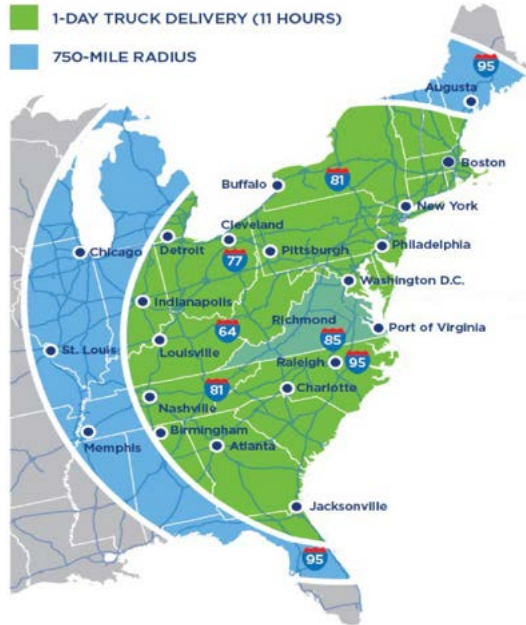 1-DAY TRUCK DELIVERY (11 HOURS)
750-MILE RADIUS
95
Augusta
Boston
81
Buffalo
New York
Cleveland
Detroit
Pittsburgh
Philadelphia
Chicago
77
Washington D.C.
Indianapolis
Richmond
64
Port of Virginia
85
Louisville
St. Louis
Raleigh
95
81
Charlotte
Nashville
Birmingham
Memphis
Atlanta
Jacksonville
95